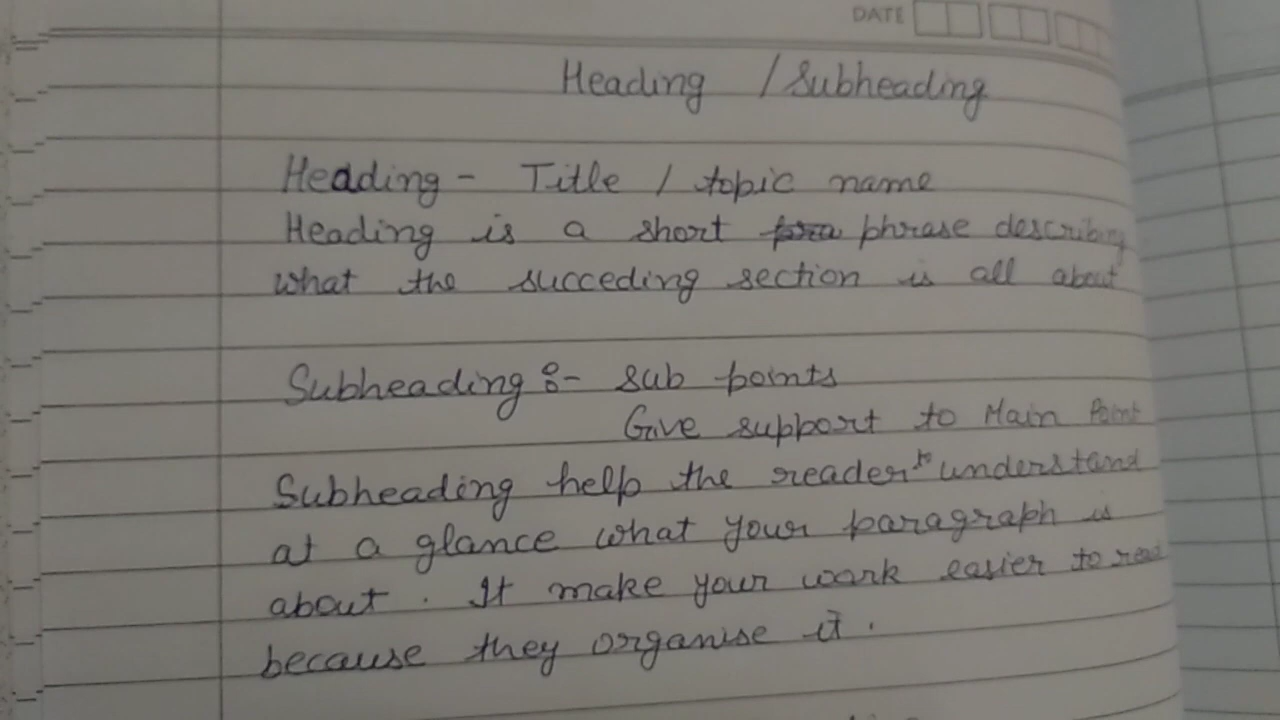 DATE
Heading / Subheading
Heading - Title / topic name
Heading is a short phrase describing
what the succeding section is all about
Subheading :- sub points
Give support to Main Point
Subheading help the reader to understand
at a glance what your paragraph is
about. It make your work easier to read
because they organise it.